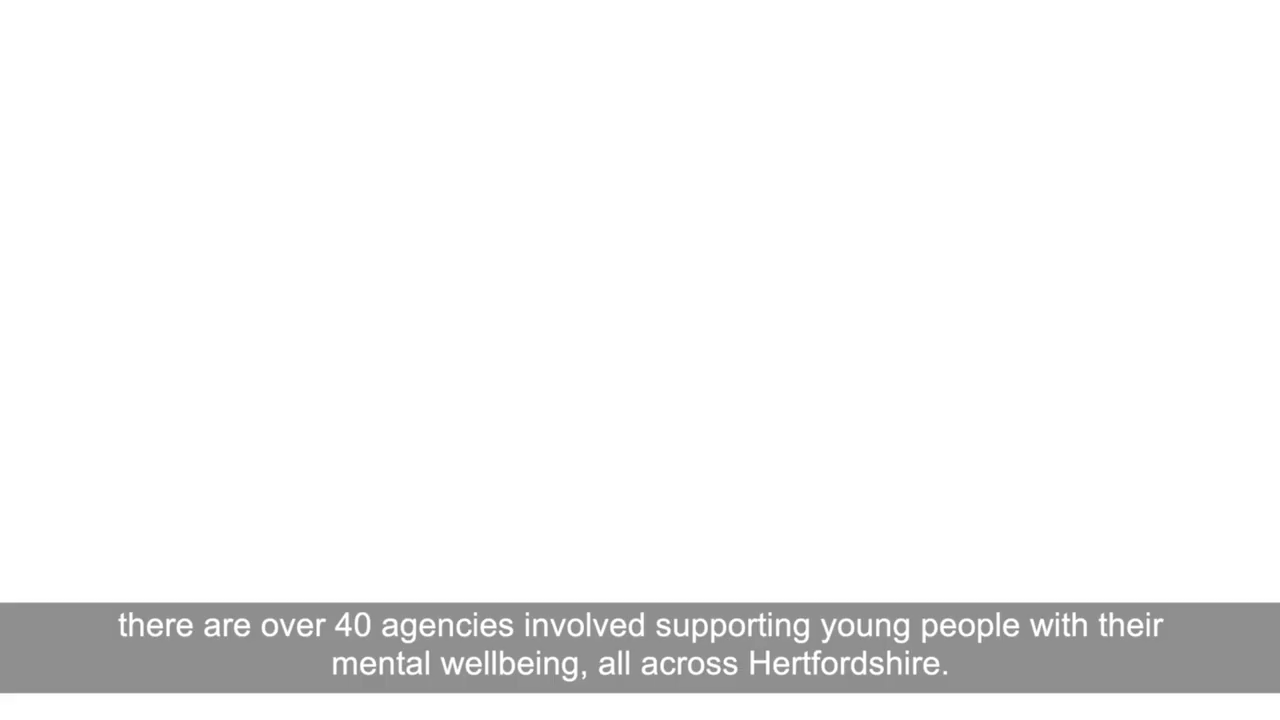 there are over 40 agencies involved supporting young people with their
mental wellbeing, all across Hertfordshire.